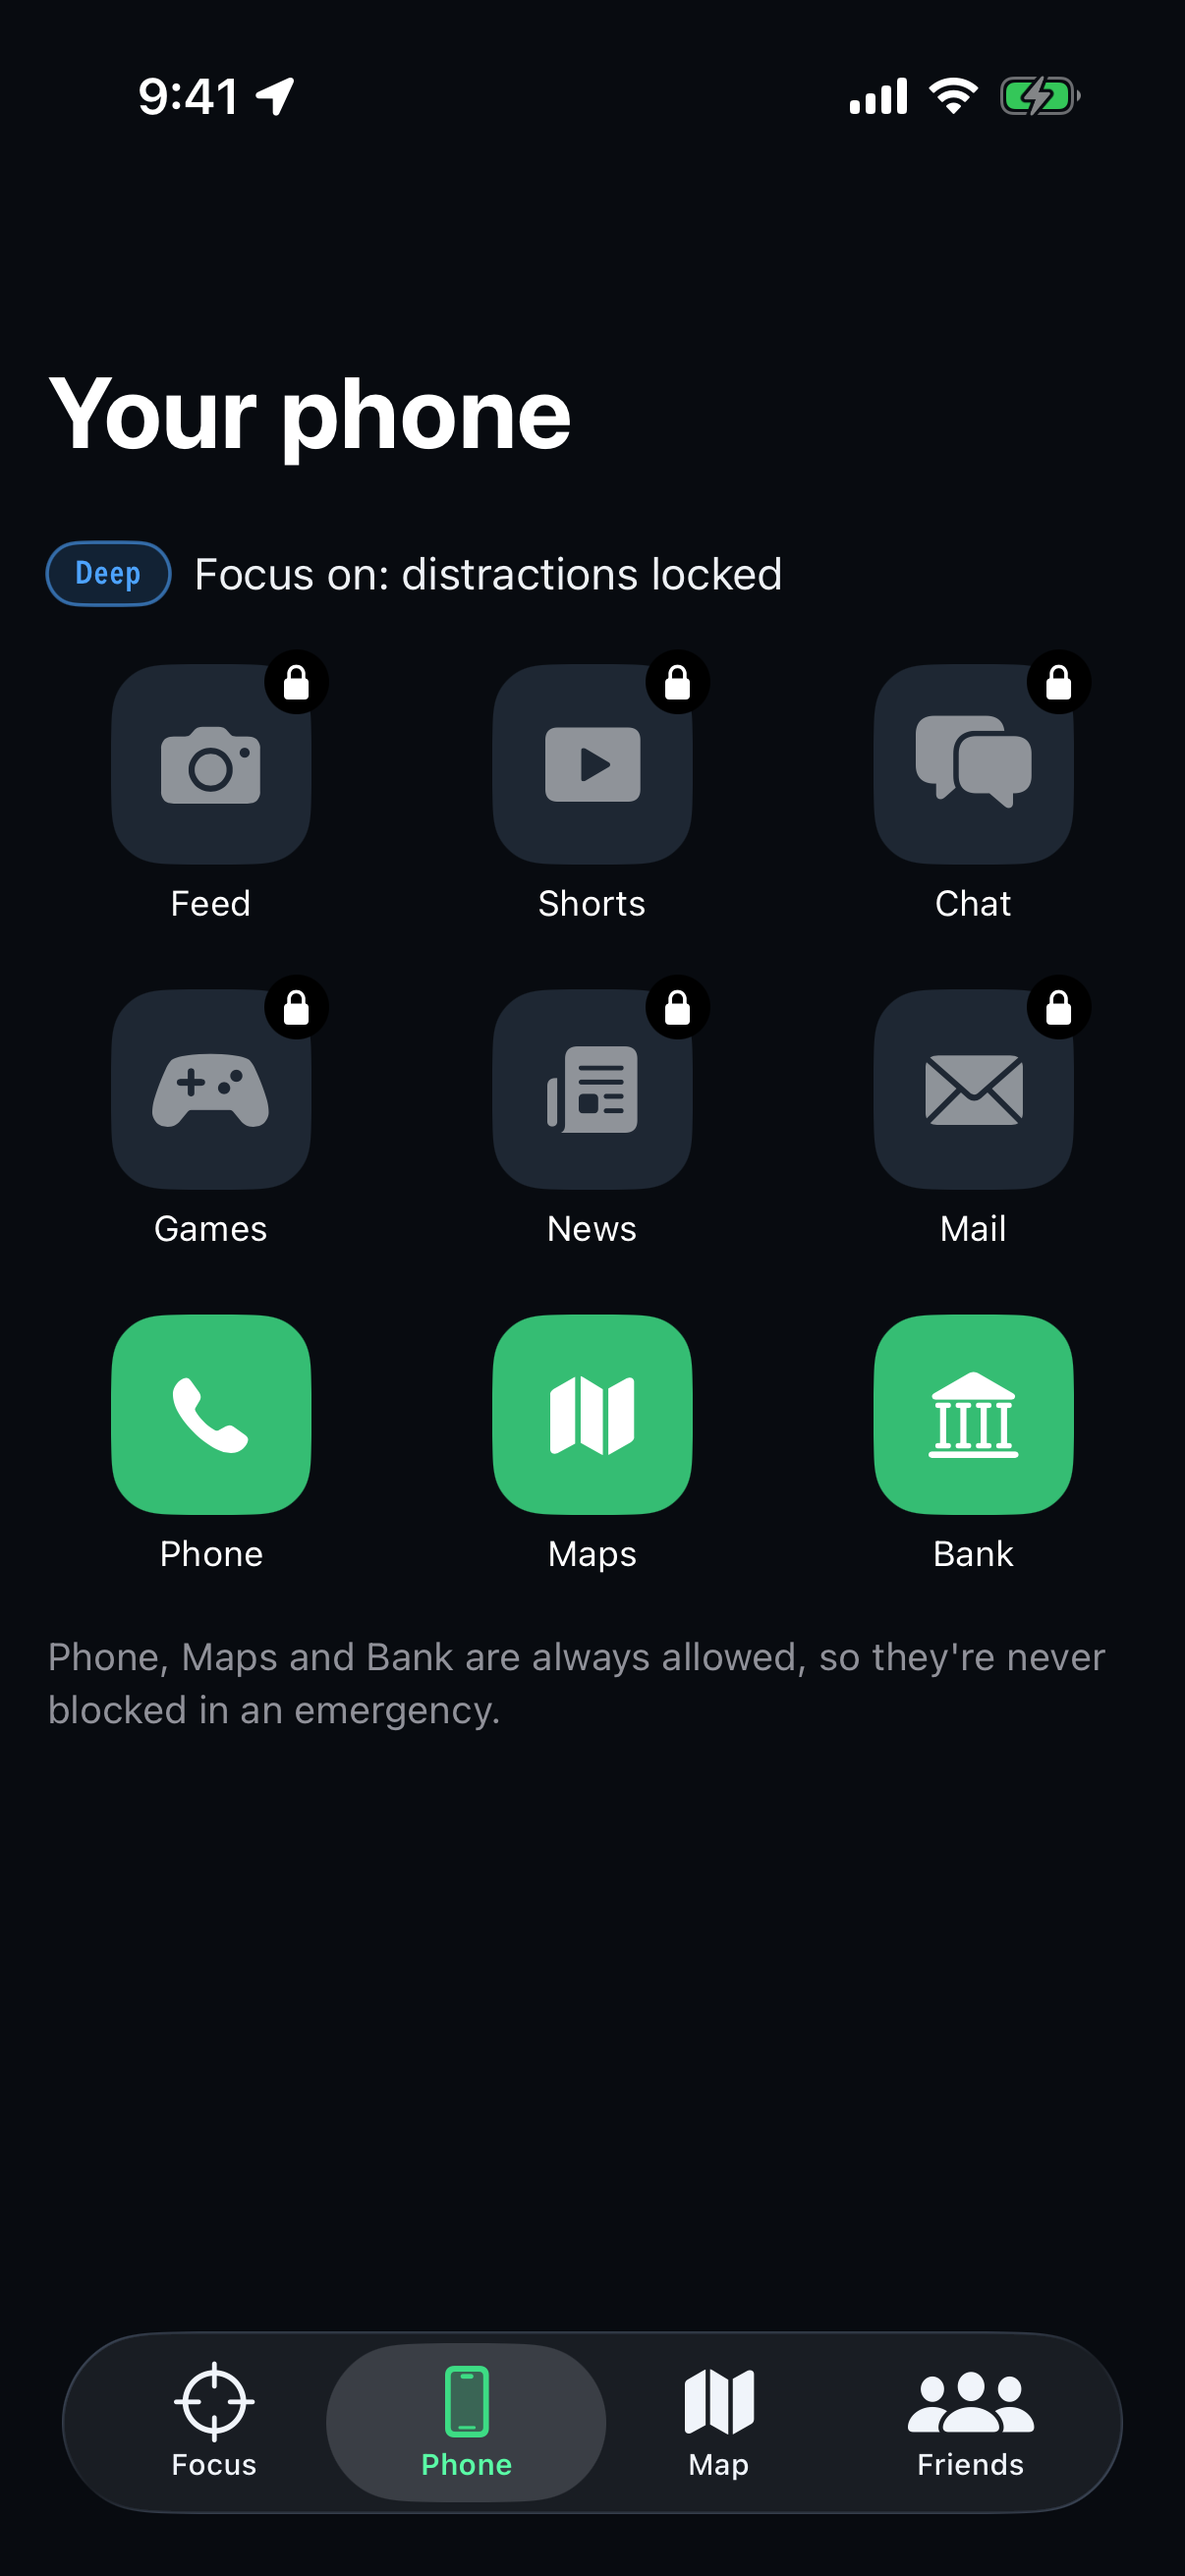 9:41
Your phone
Deep Focus on: distractions locked
Feed Shorts Chat
Games News Mail
Phone Maps Bank
Phone, Maps and Bank are always allowed, so they're never
blocked in an emergency.
Focus Phone Map Friends